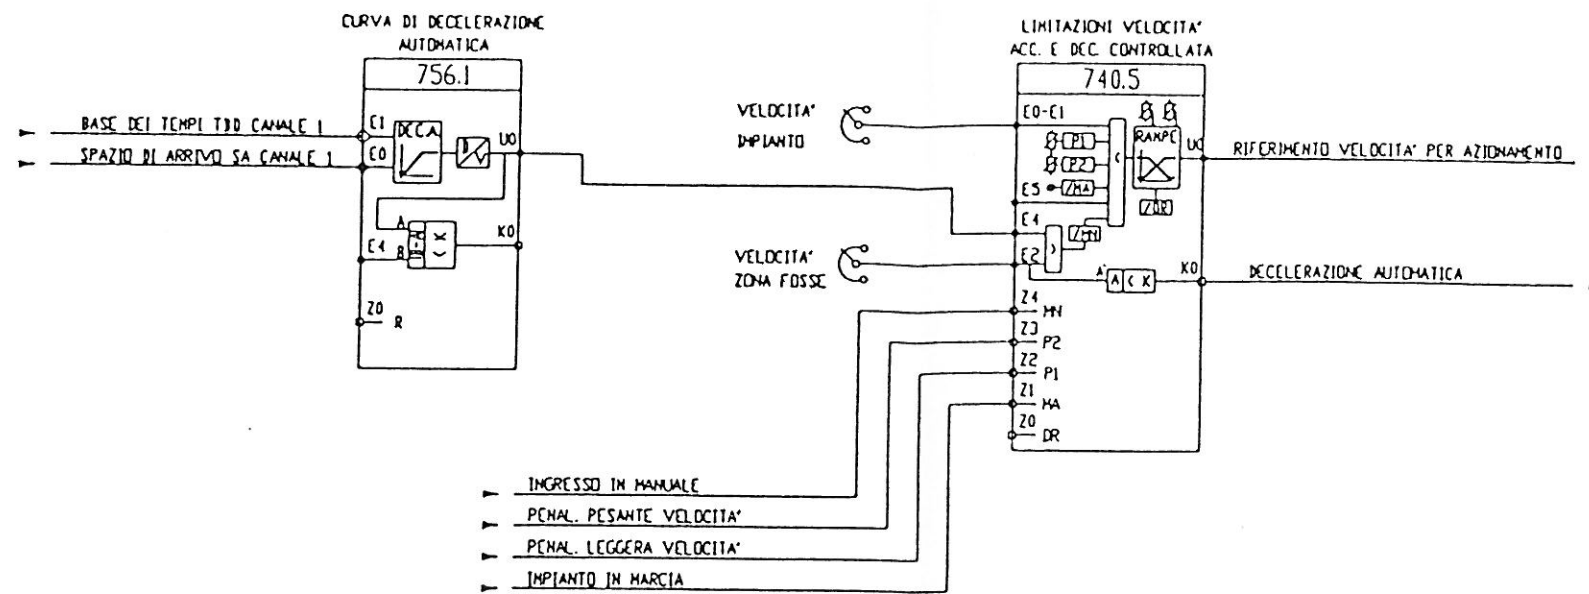 CURVA DI DECELERAZIONE
AUTOMATICA
756.1
BASE DEI TEMPI TBD CANALE 1
SPAZIO DI ARRIVO SA CANALE 1
E1
E0
DEC.A
D
V
U0
A
E4
B
< K
K0
Z0
R
LIMITAZIONI VELOCITA'
ACC. E DEC. CONTROLLATA
740.5
VELOCITA'
IMPIANTO
E0-E1
P1
P2
/MA
E5
E4
/MN
<
>
RAMPE
/DR
U0
RIFERIMENTO VELOCITA' PER AZIONAMENTO
VELOCITA'
ZONA FOSSE
E2
A'
A < K
K0
DECELERAZIONE AUTOMATICA
Z4
MN
Z3
P2
Z2
P1
Z1
MA
Z0
DR
INGRESSO IN MANUALE
PENAL. PESANTE VELOCITA'
PENAL. LEGGERA VELOCITA'
IMPIANTO IN MARCIA